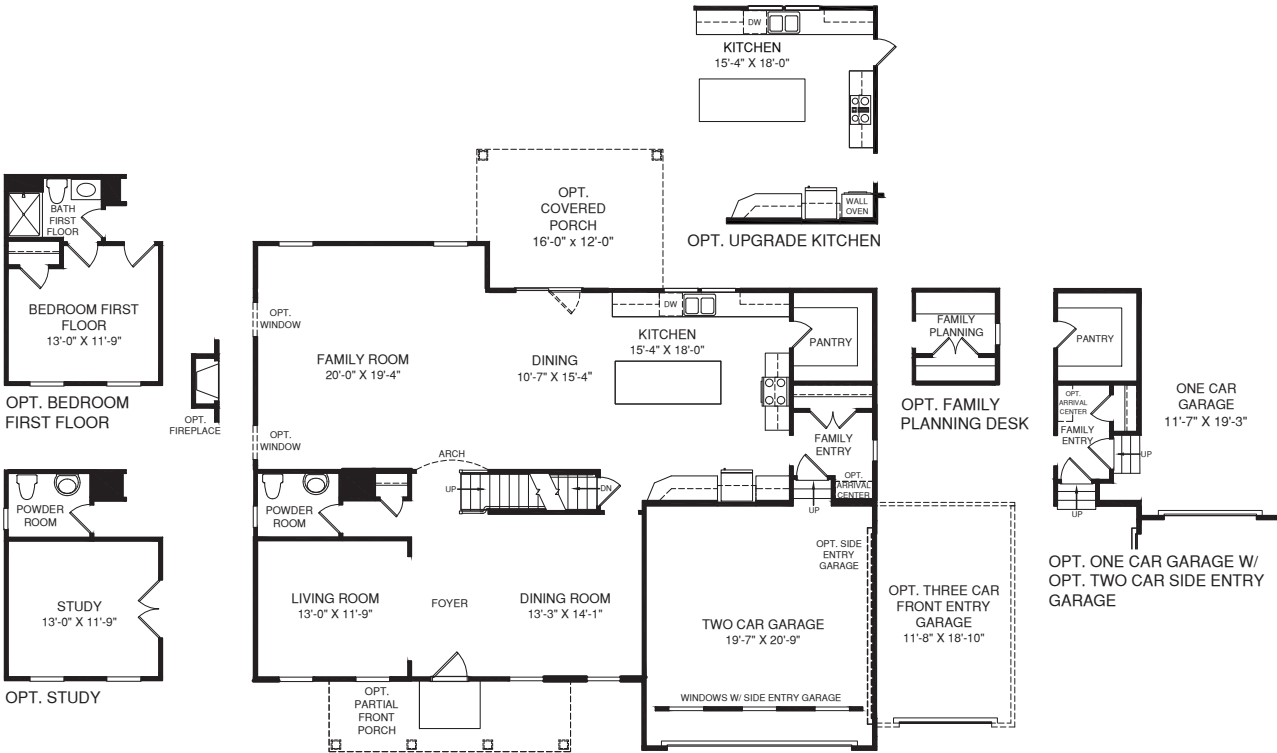 DW
KITCHEN
15'-4" X 18'-0"
WALL
OVEN
OPT. UPGRADE KITCHEN
OPT.
COVERED
PORCH
16'-0" x 12'-0"
BATH
FIRST
FLOOR
BEDROOM FIRST
FLOOR
13'-0" X 11'-9"
OPT. BEDROOM
FIRST FLOOR
OPT.
FIREPLACE
OPT.
WINDOW
FAMILY ROOM
20'-0" X 19'-4"
OPT.
WINDOW
DINING
10'-7" X 15'-4"
DW
KITCHEN
15'-4" X 18'-0"
PANTRY
FAMILY
ENTRY
OPT.
ARRIVAL
CENTER
UP
ARCH
UP
DN
POWDER
ROOM
LIVING ROOM
13'-0" X 11'-9"
FOYER
DINING ROOM
13'-3" X 14'-1"
OPT. SIDE
ENTRY
GARAGE
TWO CAR GARAGE
19'-7" X 20'-9"
WINDOWS W/ SIDE ENTRY GARAGE
OPT.
PARTIAL
FRONT
PORCH
OPT. THREE CAR
FRONT ENTRY
GARAGE
11'-8" X 18'-10"
POWDER
ROOM
STUDY
13'-0" X 11'-9"
OPT. STUDY
FAMILY
PLANNING
OPT. FAMILY
PLANNING DESK
PANTRY
OPT.
ARRIVAL
CENTER
FAMILY
ENTRY
UP
UP
ONE CAR
GARAGE
11'-7" X 19'-3"
OPT. ONE CAR GARAGE W/
OPT. TWO CAR SIDE ENTRY
GARAGE